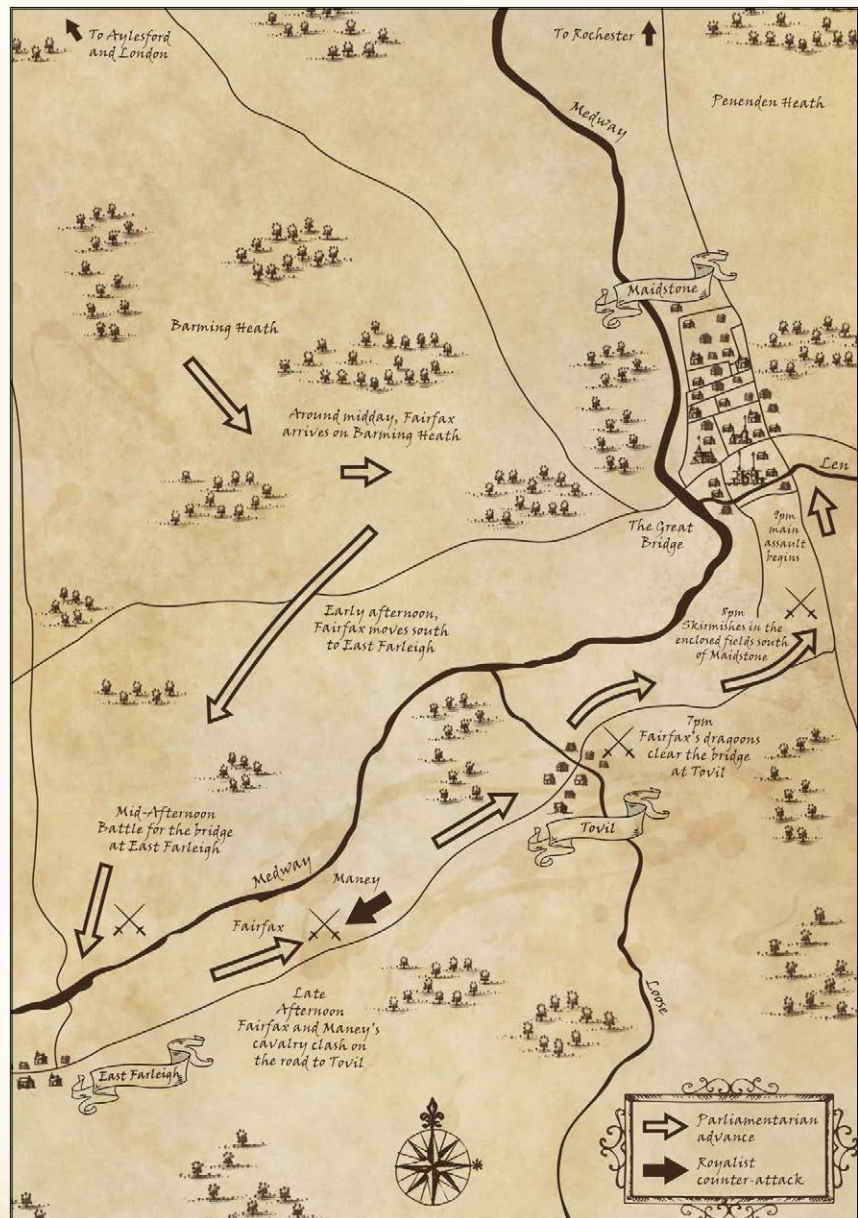 To Aylesford
and London
To Rochester
Penenden Heath
Medway
Maidstone
Barming Heath
Around midday, Fairfax
arrives on Barming Heath
Len
The Great
Bridge
9pm
main
assault
begins
Early afternoon,
Fairfax moves south
to East Farleigh
8pm
Skirmishes in the
enclosed fields south
of Maidstone
7pm
Fairfax's dragoons
clear the bridge
at Tovil
Mid-Afternoon
Battle for the bridge
at East Farleigh
Tovil
Medway
Maney
Fairfax
Late
Afternoon
Fairfax and Maney's
cavalry clash on
the road to Tovil
Loose
East Farleigh
Parliamentarian
advance
Royalist
counter-attack